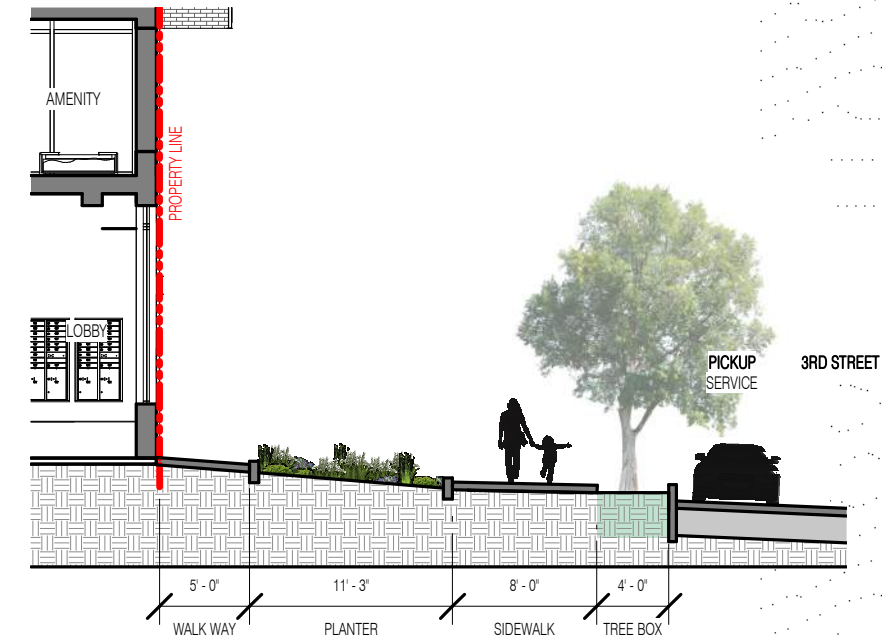 AMENITY
PROPERTY LINE
LOBBY
PICKUP
SERVICE
3RD STREET
5' - 0"
11' - 3"
8' - 0"
4' - 0"
WALK WAY
PLANTER
SIDEWALK
TREE BOX